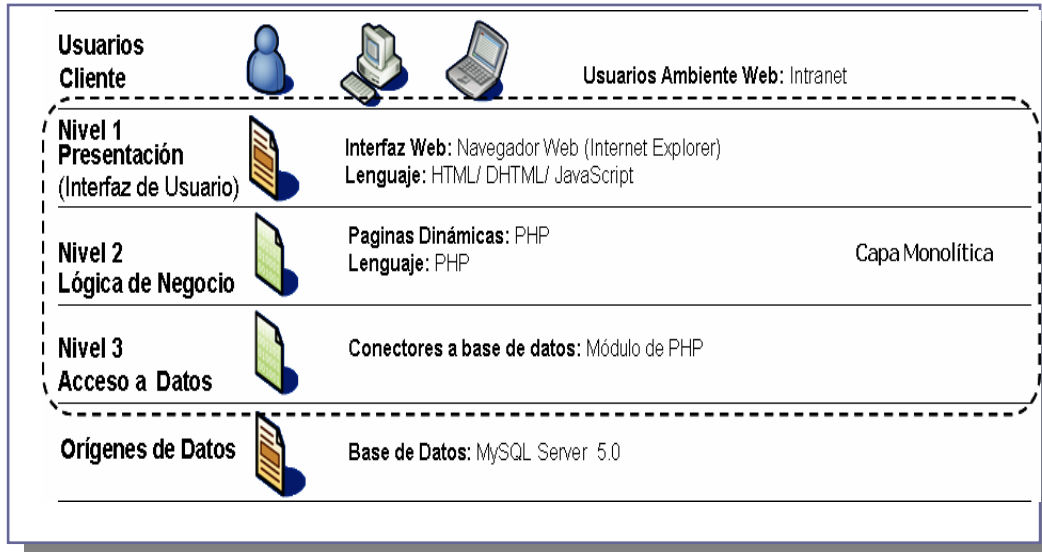 Usuarios
Cliente
Usuarios Ambiente Web: Intranet
Nivel 1
Presentación
(Interfaz de Usuario)
Interfaz Web: Navegador Web (Internet Explorer)
Lenguaje: HTML/ DHTML/ JavaScript
Nivel 2
Lógica de Negocio
Paginas Dinámicas: PHP
Lenguaje: PHP
Capa Monolítica
Nivel 3
Acceso a Datos
Conectores a base de datos: Módulo de PHP
Orígenes de Datos
Base de Datos: MySQL Server 5.0